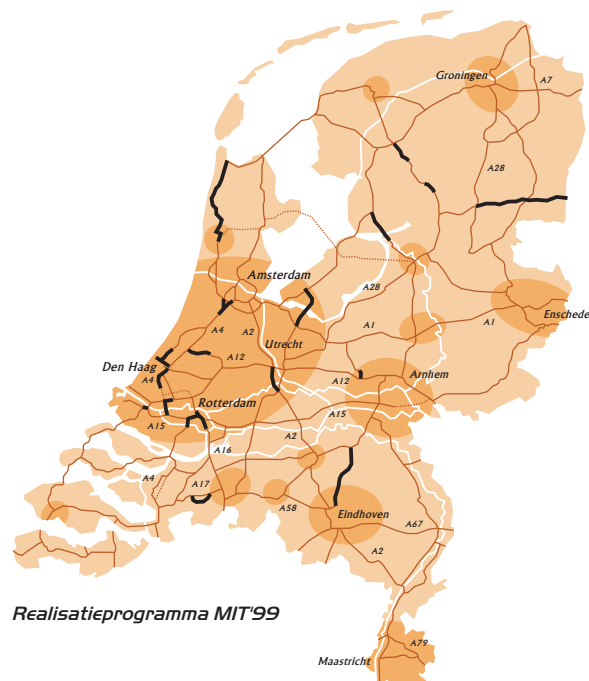 Groningen
A7
A28
Amsterdam
A28
A4
A2
A1
A1
Enschede
Utrecht
A12
Den Haag
A4
A12
Arnhem
Rotterdam
A15
A15
A2
A16
A4
A17
A58
Eindhoven
A67
A2
Realisatieprogramma MIT'99
A79
Maastricht